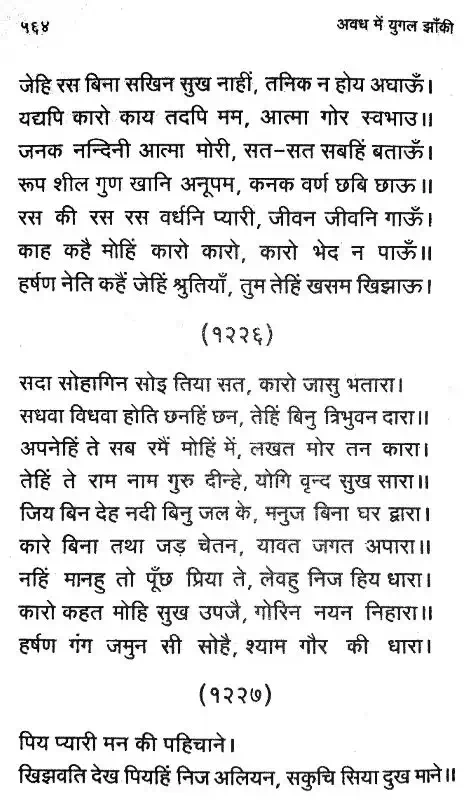 ५६४
अवध में युगल झाँकी
जेहि रस बिना सखिन सुख नाहीं, तनिक न होय अघाऊँ।
यद्यपि कारो काय तदपि मम, आत्मा गोर स्वभाउ॥
जनक नन्दिनी आत्मा मोरी, सत-सत सबहिं बताऊँ।
रूप शील गुण खानि अनूपम, कनक वर्ण छबि छाऊ॥
रस की रस रस वर्धनि प्यारी, जीवन जीवनि गाऊँ।
काह कहै मोहिं कारो कारो, कारो भेद न पाऊँ॥
हर्षण नेति कहैं जेहिं श्रुतियाँ, तुम तेहिं खसम खिझाऊ।
(१२२६)
सदा सोहागिन सोइ तिया सत, कारो जासु भतारा।
सधवा विधवा होति छनहिं छन, तेहिं बिनु त्रिभुवन दारा॥
अपनेहिं ते सब रमैं मोहिं में, लखत मोर तन कारा।
तेहिं ते राम नाम गुरु दीन्हे, योगि वृन्द सुख सारा॥
जिय बिन देह नदी बिनु जल के, मनुज बिना घर द्वारा।
कारे बिना तथा जड़ चेतन, यावत जगत अपारा॥
नहिं मानहु तो पूँछ प्रिया ते, लेवहु निज हिय धारा।
कारो कहत मोहि सुख उपजै, गोरिन नयन निहारा॥
हर्षण गंग जमुन सी सोहै, श्याम गौर की धारा।
(१२२७)
पिय प्यारी मन की पहिचाने।
खिझवति देख पियहिं निज अलियन, सकुचि सिया दुख माने॥